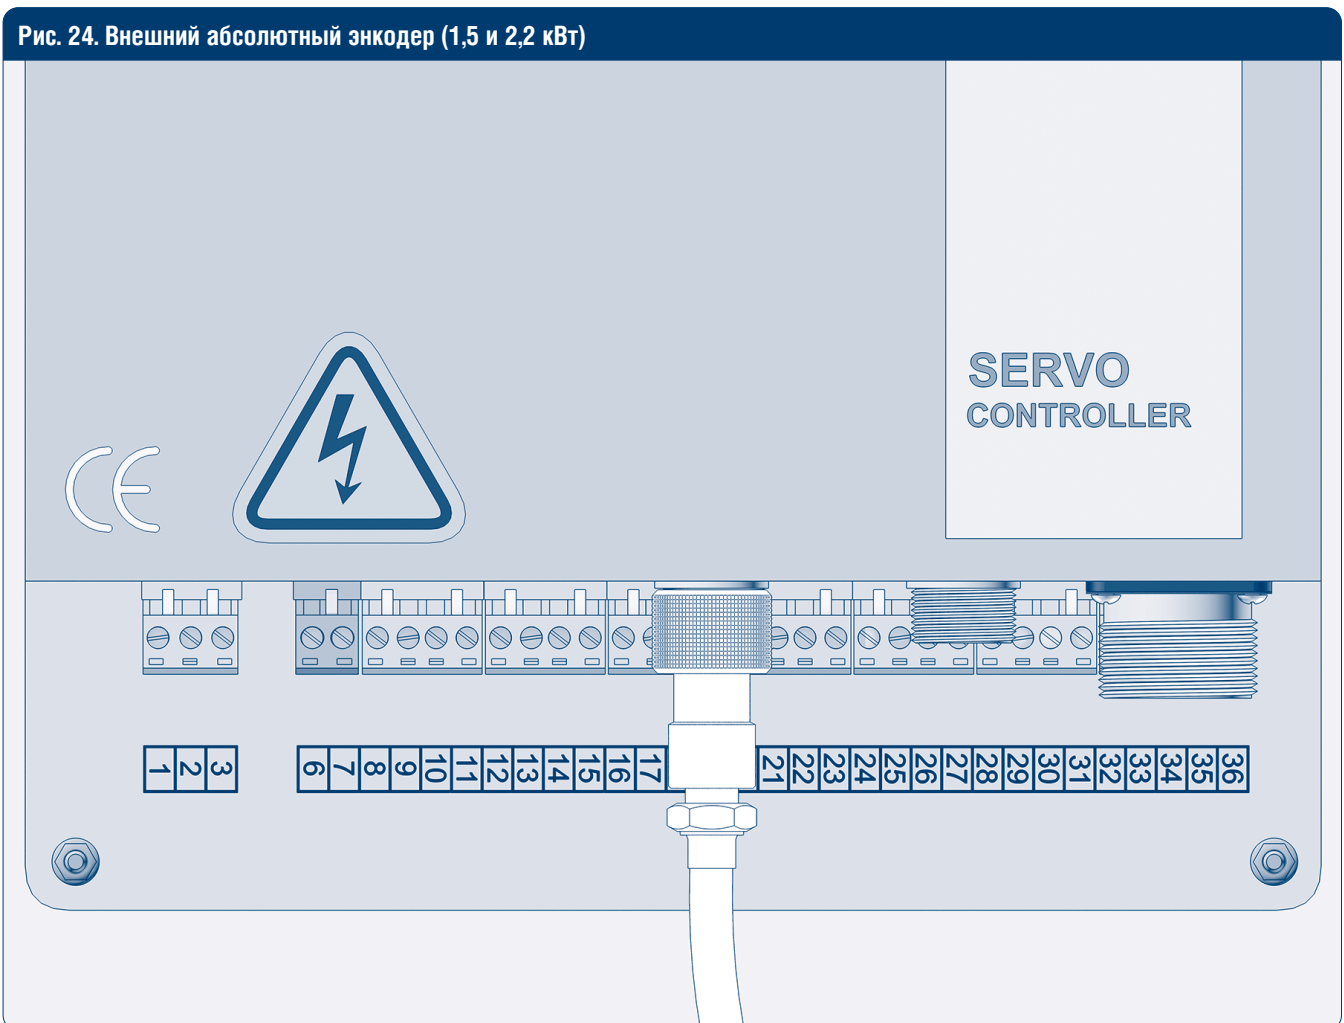 Рис. 24. Внешний абсолютный энкодер (1,5 и 2,2 кВт)
SERVO
CONTROLLER
CE
1 2 3 6 7 8 9 10 11 12 13 14 15 16 17 21 22 23 24 25 26 27 28 29 30 31 32 33 34 35 36